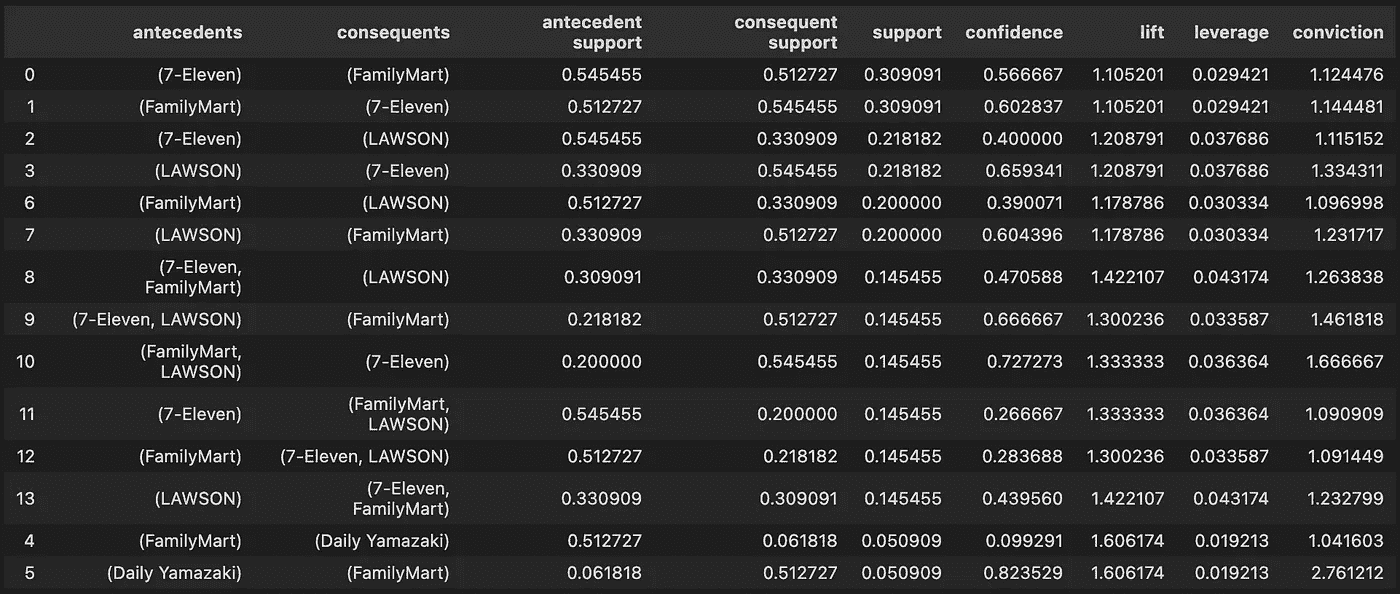 antecedents consequents antecedent support consequent support support confidence lift leverage conviction
0 (7-Eleven) (FamilyMart) 0.545455 0.512727 0.309091 0.566667 1.105201 0.029421 1.124476
1 (FamilyMart) (7-Eleven) 0.512727 0.545455 0.309091 0.602837 1.105201 0.029421 1.144481
2 (7-Eleven) (LAWSON) 0.545455 0.330909 0.218182 0.400000 1.208791 0.037686 1.115152
3 (LAWSON) (7-Eleven) 0.330909 0.545455 0.218182 0.659341 1.208791 0.037686 1.334311
6 (FamilyMart) (LAWSON) 0.512727 0.330909 0.200000 0.390071 1.178786 0.030334 1.096998
7 (LAWSON) (FamilyMart) 0.330909 0.512727 0.200000 0.604396 1.178786 0.030334 1.231717
8 (7-Eleven, FamilyMart) (LAWSON) 0.309091 0.330909 0.145455 0.470588 1.422107 0.043174 1.263838
9 (7-Eleven, LAWSON) (FamilyMart) 0.218182 0.512727 0.145455 0.666667 1.300236 0.033587 1.461818
10 (FamilyMart, LAWSON) (7-Eleven) 0.200000 0.545455 0.145455 0.727273 1.333333 0.036364 1.666667
11 (7-Eleven) (FamilyMart, LAWSON) 0.545455 0.200000 0.145455 0.266667 1.333333 0.036364 1.090909
12 (FamilyMart) (7-Eleven, LAWSON) 0.512727 0.218182 0.145455 0.283688 1.300236 0.033587 1.091449
13 (LAWSON) (7-Eleven, FamilyMart) 0.330909 0.309091 0.145455 0.439560 1.422107 0.043174 1.232799
4 (FamilyMart) (Daily Yamazaki) 0.512727 0.061818 0.050909 0.099291 1.606174 0.019213 1.041603
5 (Daily Yamazaki) (FamilyMart) 0.061818 0.512727 0.050909 0.823529 1.606174 0.019213 2.761212